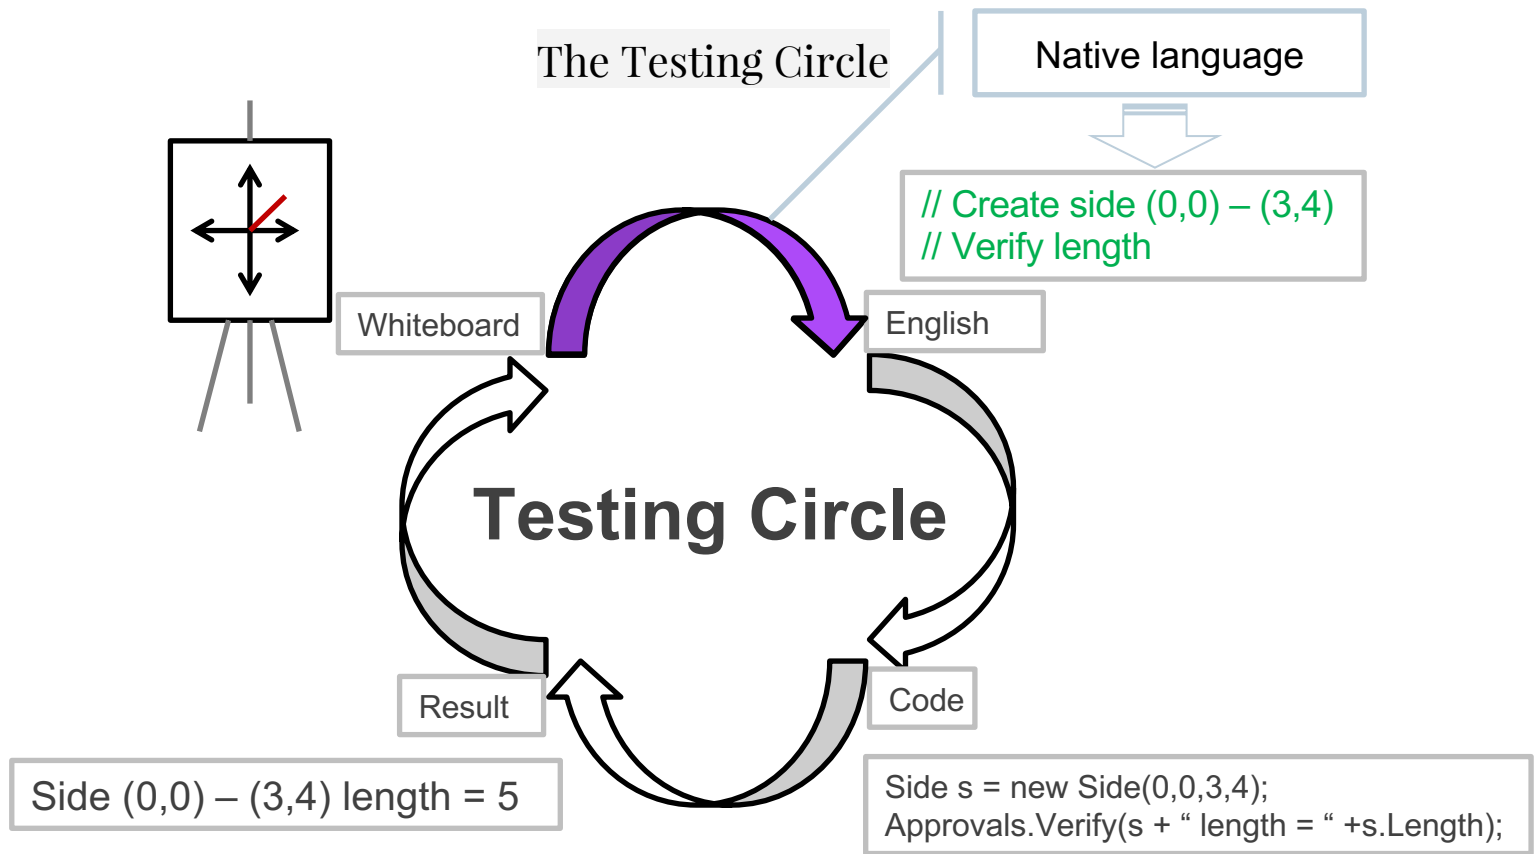 The Testing Circle
Native language
// Create side (0,0) – (3,4)
// Verify length
Whiteboard
English
Testing Circle
Result
Code
Side (0,0) – (3,4) length = 5
Side s = new Side(0,0,3,4);
Approvals.Verify(s + “ length = “ +s.Length);